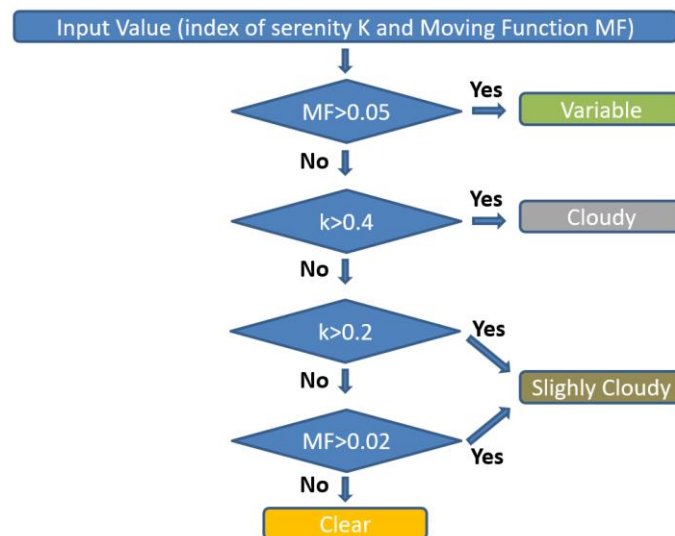 Input Value (index of serenity K and Moving Function MF)
MF>0.05
Yes
Variable
No
k>0.4
Yes
Cloudy
No
k>0.2
Yes
No
Slighly Cloudy
MF>0.02
Yes
No
Clear